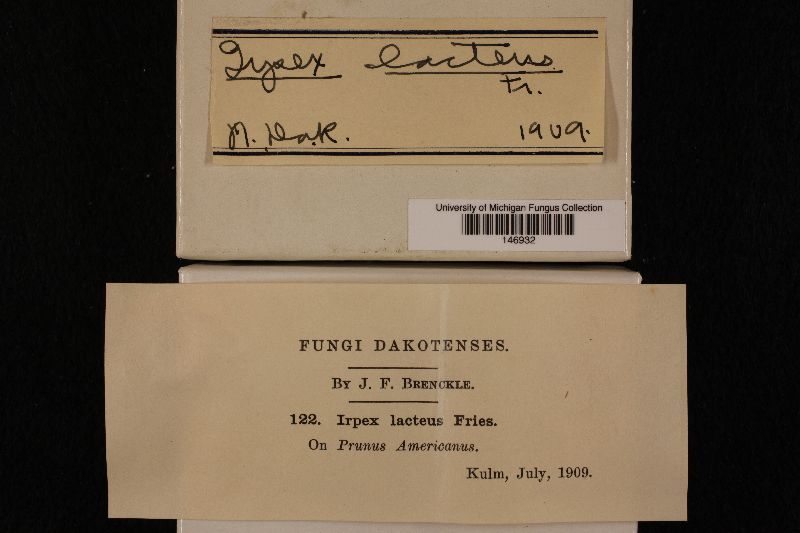 Irpex lacteus
Fr.
N. Dak. 1909.
University of Michigan Fungus Collection
146932
FUNGI DAKOTENSES.
BY J. F. BRENCKLE.
122. Irpex lacteus Fries.
On Prunus Americanus.
Kulm, July, 1909.